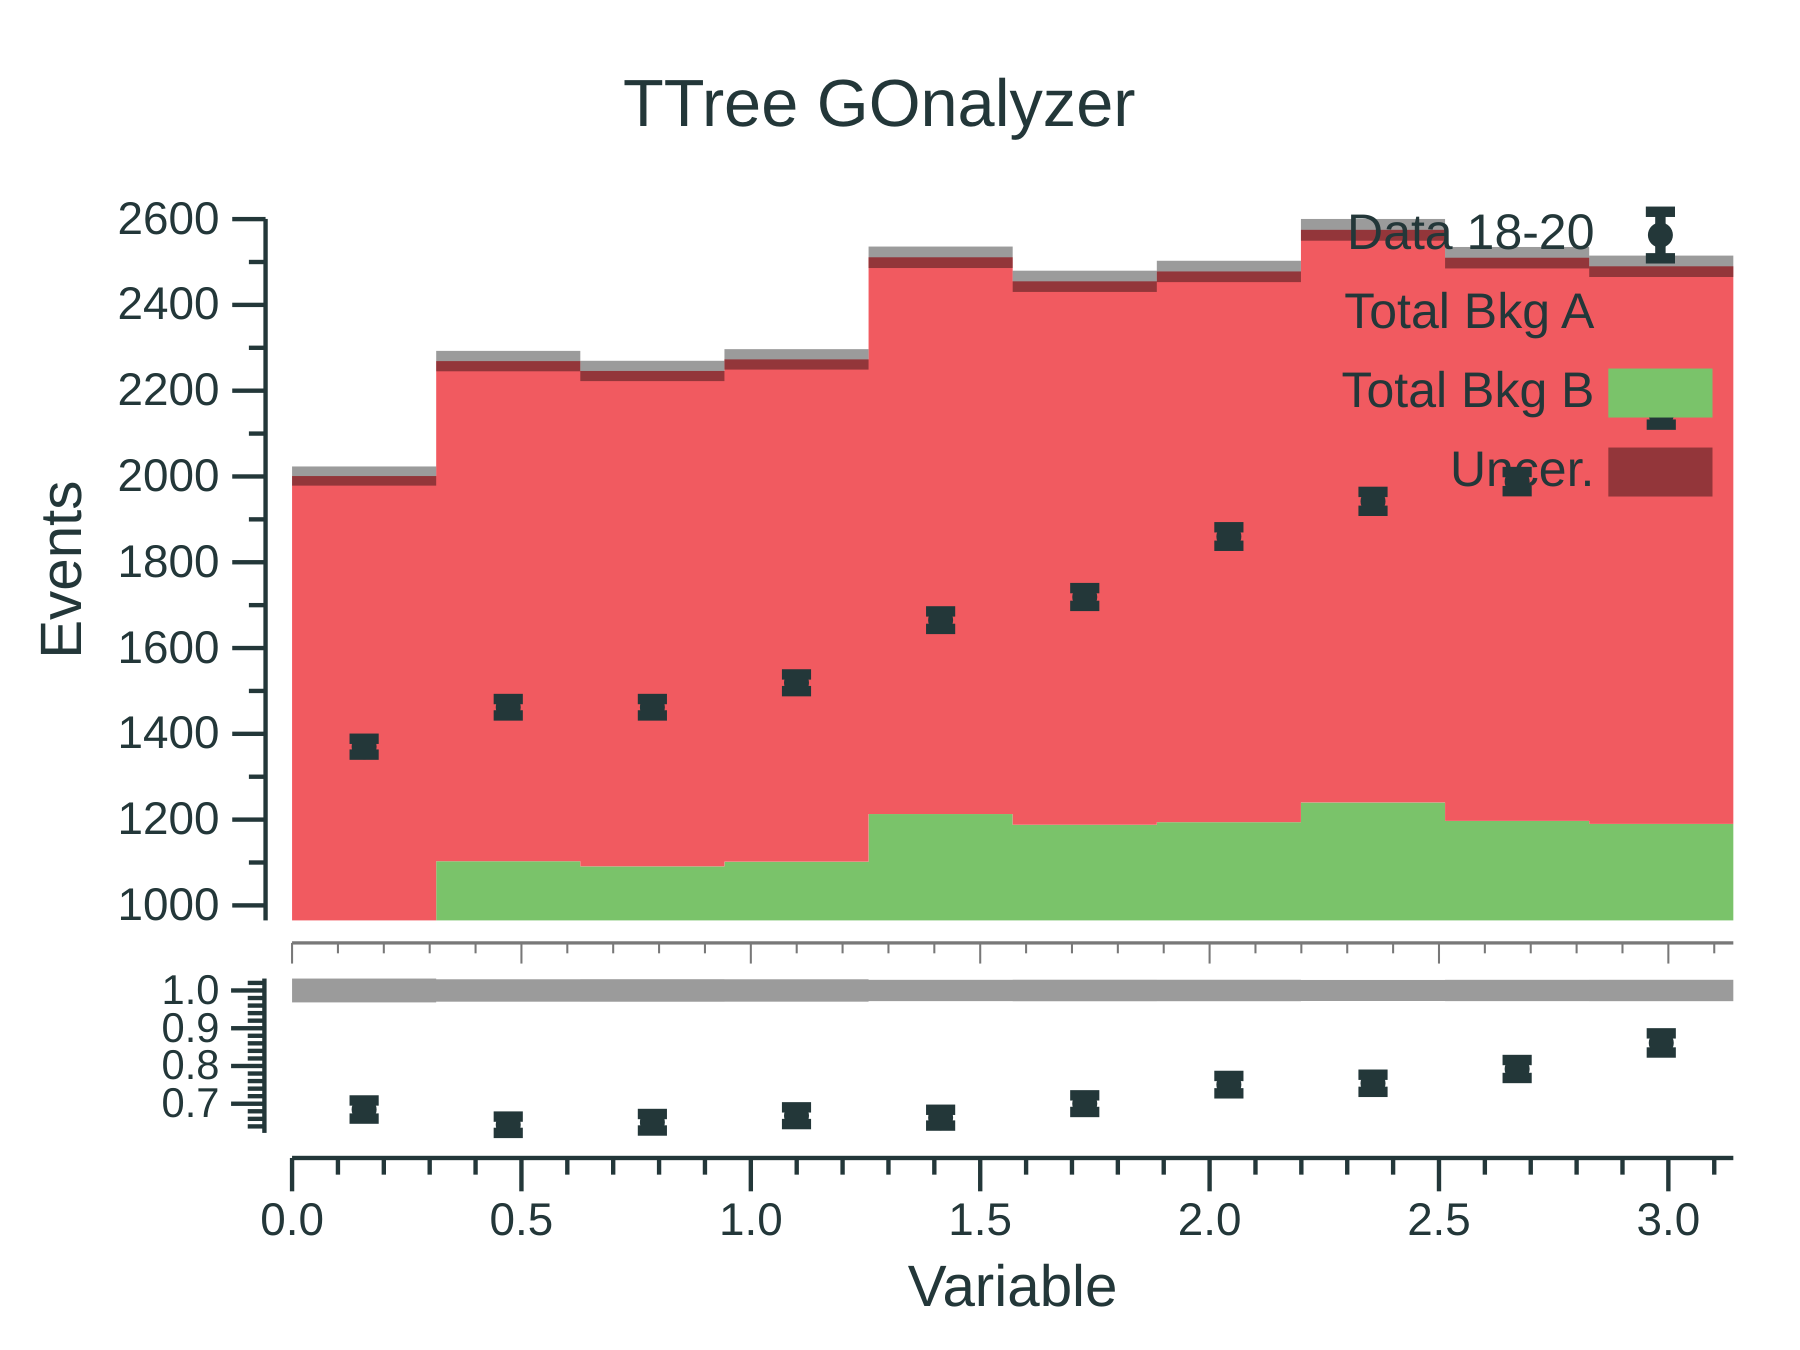 TTree GOnalyzer
Events
2600
2400
2200
2000
1800
1600
1400
1200
1000
Data 18-20
Total Bkg A
Total Bkg B
Uncer.
1.0
0.9
0.8
0.7
0.0 0.5 1.0 1.5 2.0 2.5 3.0
Variable